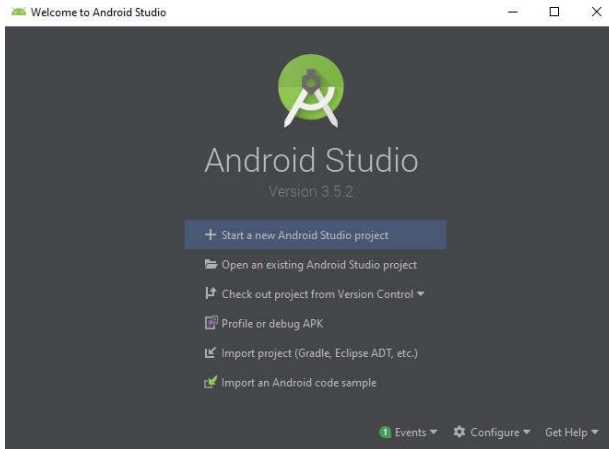 Welcome to Android Studio
Android Studio
Version 3.5.2
Start a new Android Studio project
Open an existing Android Studio project
Check out project from Version Control
Profile or debug APK
Import project (Gradle, Eclipse ADT, etc.)
Import an Android code sample
1 Events Configure Get Help